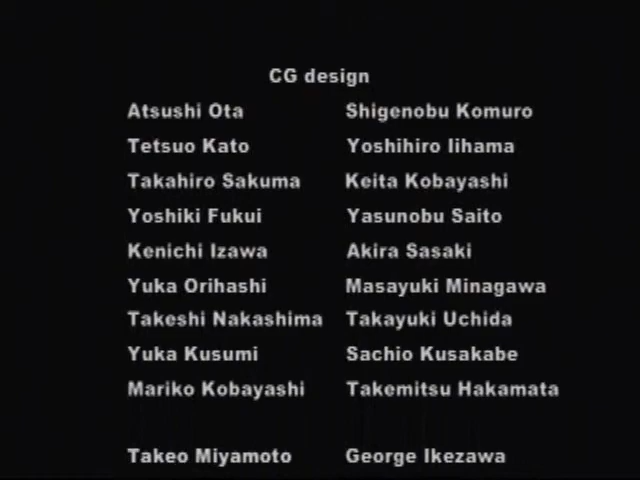 CG design
Atsushi Ota Shigenobu Komuro
Tetsuo Kato Yoshihiro Iihama
Takahiro Sakuma Keita Kobayashi
Yoshiki Fukui Yasunobu Saito
Kenichi Izawa Akira Sasaki
Yuka Orihashi Masayuki Minagawa
Takeshi Nakashima Takayuki Uchida
Yuka Kusumi Sachio Kusakabe
Mariko Kobayashi Takemitsu Hakamata
Takeo Miyamoto George Ikezawa